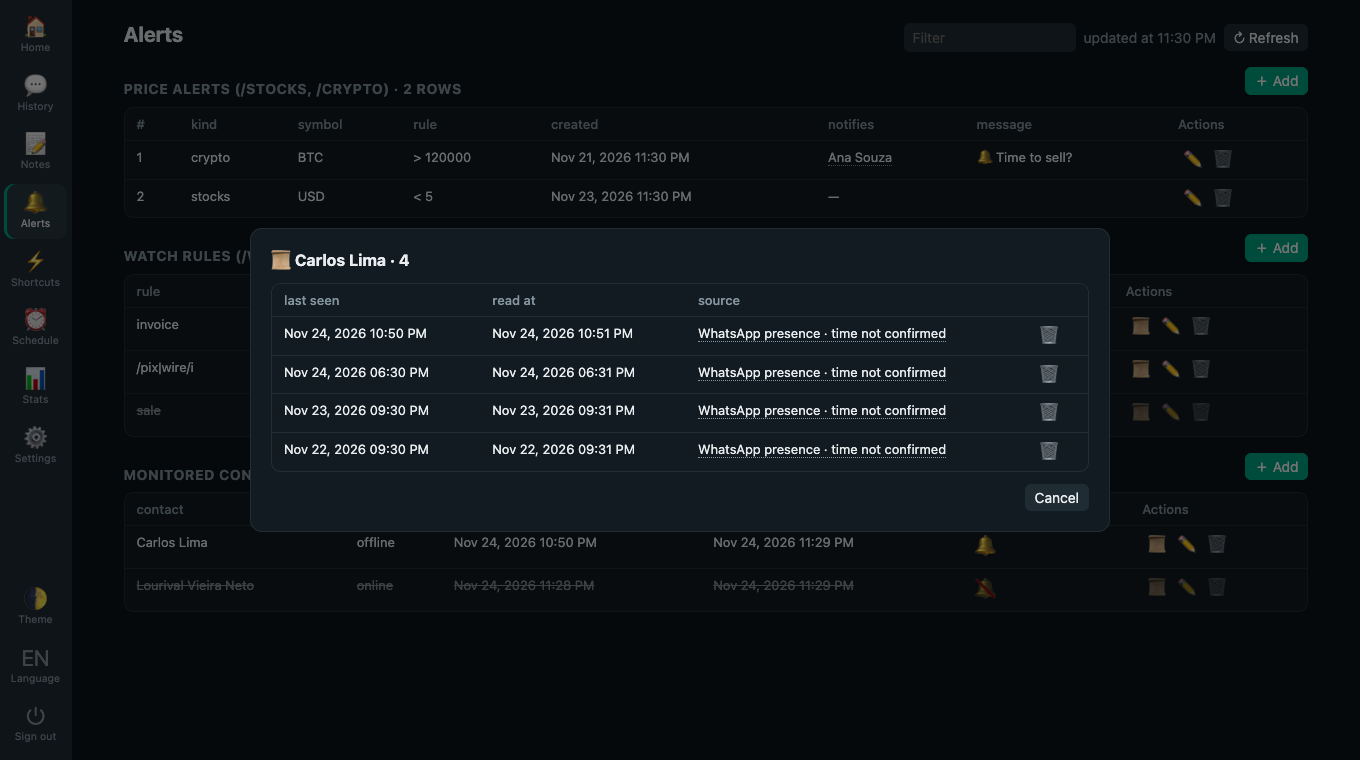 Home
History
Notes
Alerts
Shortcuts
Schedule
Stats
Settings
Theme
EN
Language
Sign out
Alerts
Filter
updated at 11:30 PM
↻ Refresh
PRICE ALERTS (/STOCKS, /CRYPTO) · 2 ROWS
+ Add
# kind symbol rule created notifies message Actions
1 crypto BTC > 120000 Nov 21, 2026 11:30 PM Ana Souza 🔔 Time to sell?
2 stocks USD < 5 Nov 23, 2026 11:30 PM —
WATCH RULES (/
+ Add
rule Actions
invoice
/pix|wire/i
sale
Carlos Lima · 4
last seen read at source
Nov 24, 2026 10:50 PM Nov 24, 2026 10:51 PM WhatsApp presence · time not confirmed
Nov 24, 2026 06:30 PM Nov 24, 2026 06:31 PM WhatsApp presence · time not confirmed
Nov 23, 2026 09:30 PM Nov 23, 2026 09:31 PM WhatsApp presence · time not confirmed
Nov 22, 2026 09:30 PM Nov 22, 2026 09:31 PM WhatsApp presence · time not confirmed
Cancel
MONITORED CON
+ Add
contact Actions
Carlos Lima offline Nov 24, 2026 10:50 PM Nov 24, 2026 11:29 PM
Lourival Vieira Neto online Nov 24, 2026 11:28 PM Nov 24, 2026 11:29 PM